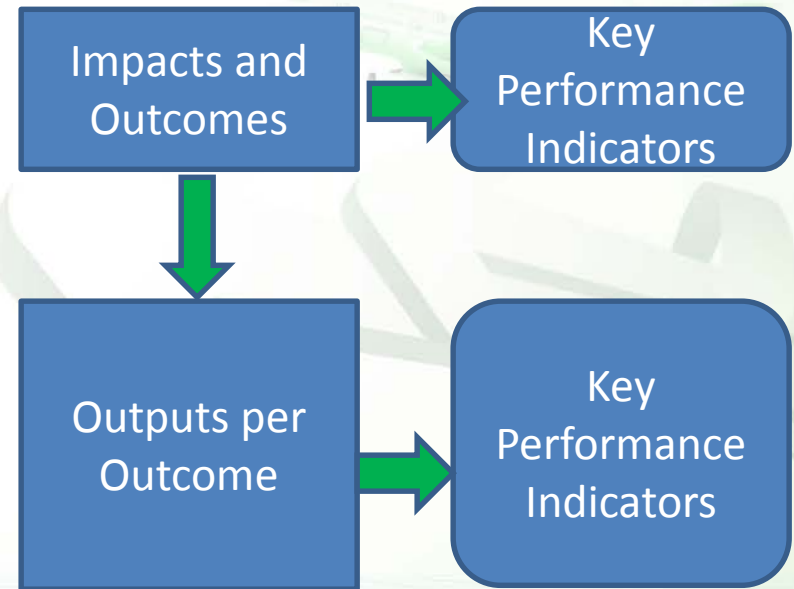 Impacts and
Outcomes
Key
Performance
Indicators
Outputs per
Outcome
Key
Performance
Indicators